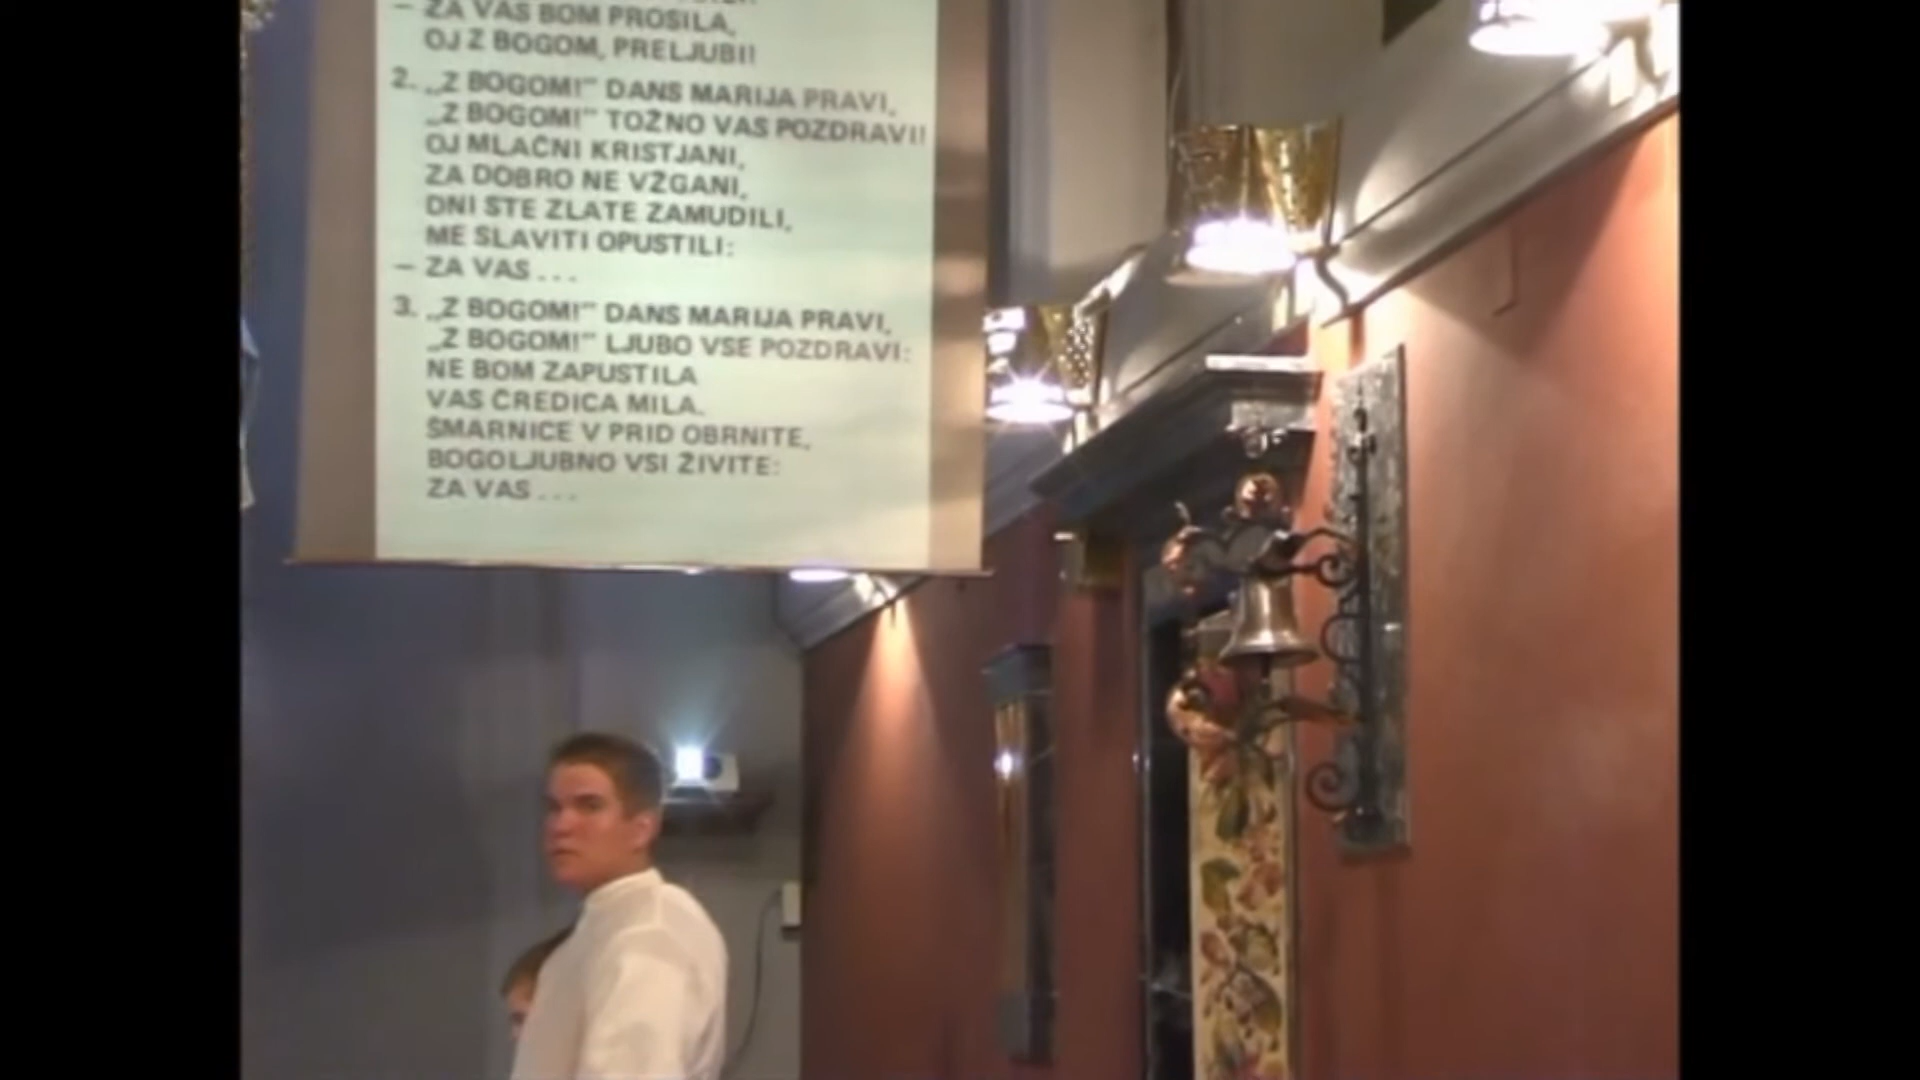 – ZA VAS BOM PROSILA,
OJ Z BOGOM, PRELJUBI!
2. „Z BOGOM!” DANS MARIJA PRAVI,
„Z BOGOM!” TOŽNO VAS POZDRAVI!
OJ MLAČNI KRISTJANI,
ZA DOBRO NE VŽGANI,
DNI STE ZLATE ZAMUDILI,
ME SLAVITI OPUSTILI:
– ZA VAS . . .
3. „Z BOGOM!” DANS MARIJA PRAVI,
„Z BOGOM!” LJUBO VSE POZDRAVI:
NE BOM ZAPUSTILA
VAS ČREDICA MILA.
ŠMARNICE V PRID OBRNITE,
BOGOLJUBNO VSI ŽIVITE:
ZA VAS . . .